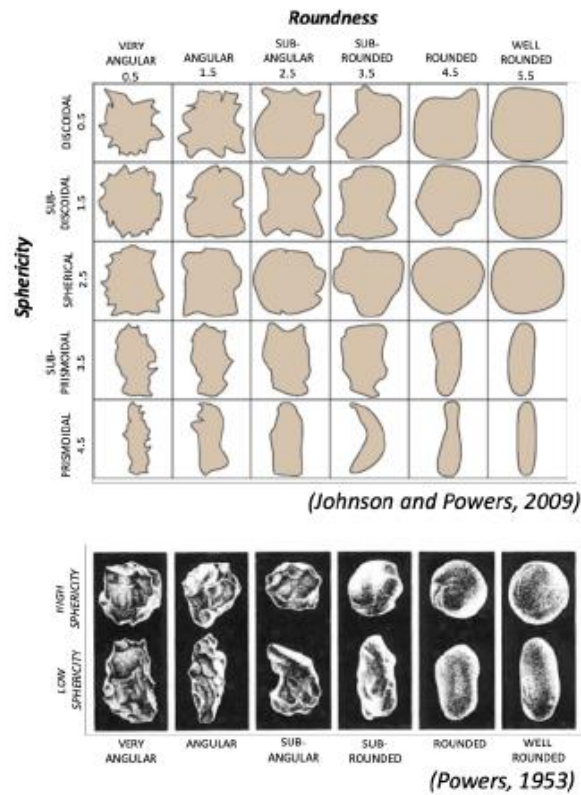 Roundness
VERY ANGULAR 0.5
ANGULAR 1.5
SUB-ANGULAR 2.5
SUB-ROUNDED 3.5
ROUNDED 4.5
WELL ROUNDED 5.5
Sphericity
DISCOIDAL 0.5
SUB-DISCOIDAL 1.5
SPHERICAL 2.5
SUB-PRISMOIDAL 3.5
PRISMOIDAL 4.5
(Johnson and Powers, 2009)
HIGH SPHERICITY
LOW SPHERICITY
VERY ANGULAR
ANGULAR
SUB-ANGULAR
SUB-ROUNDED
ROUNDED
WELL ROUNDED
(Powers, 1953)